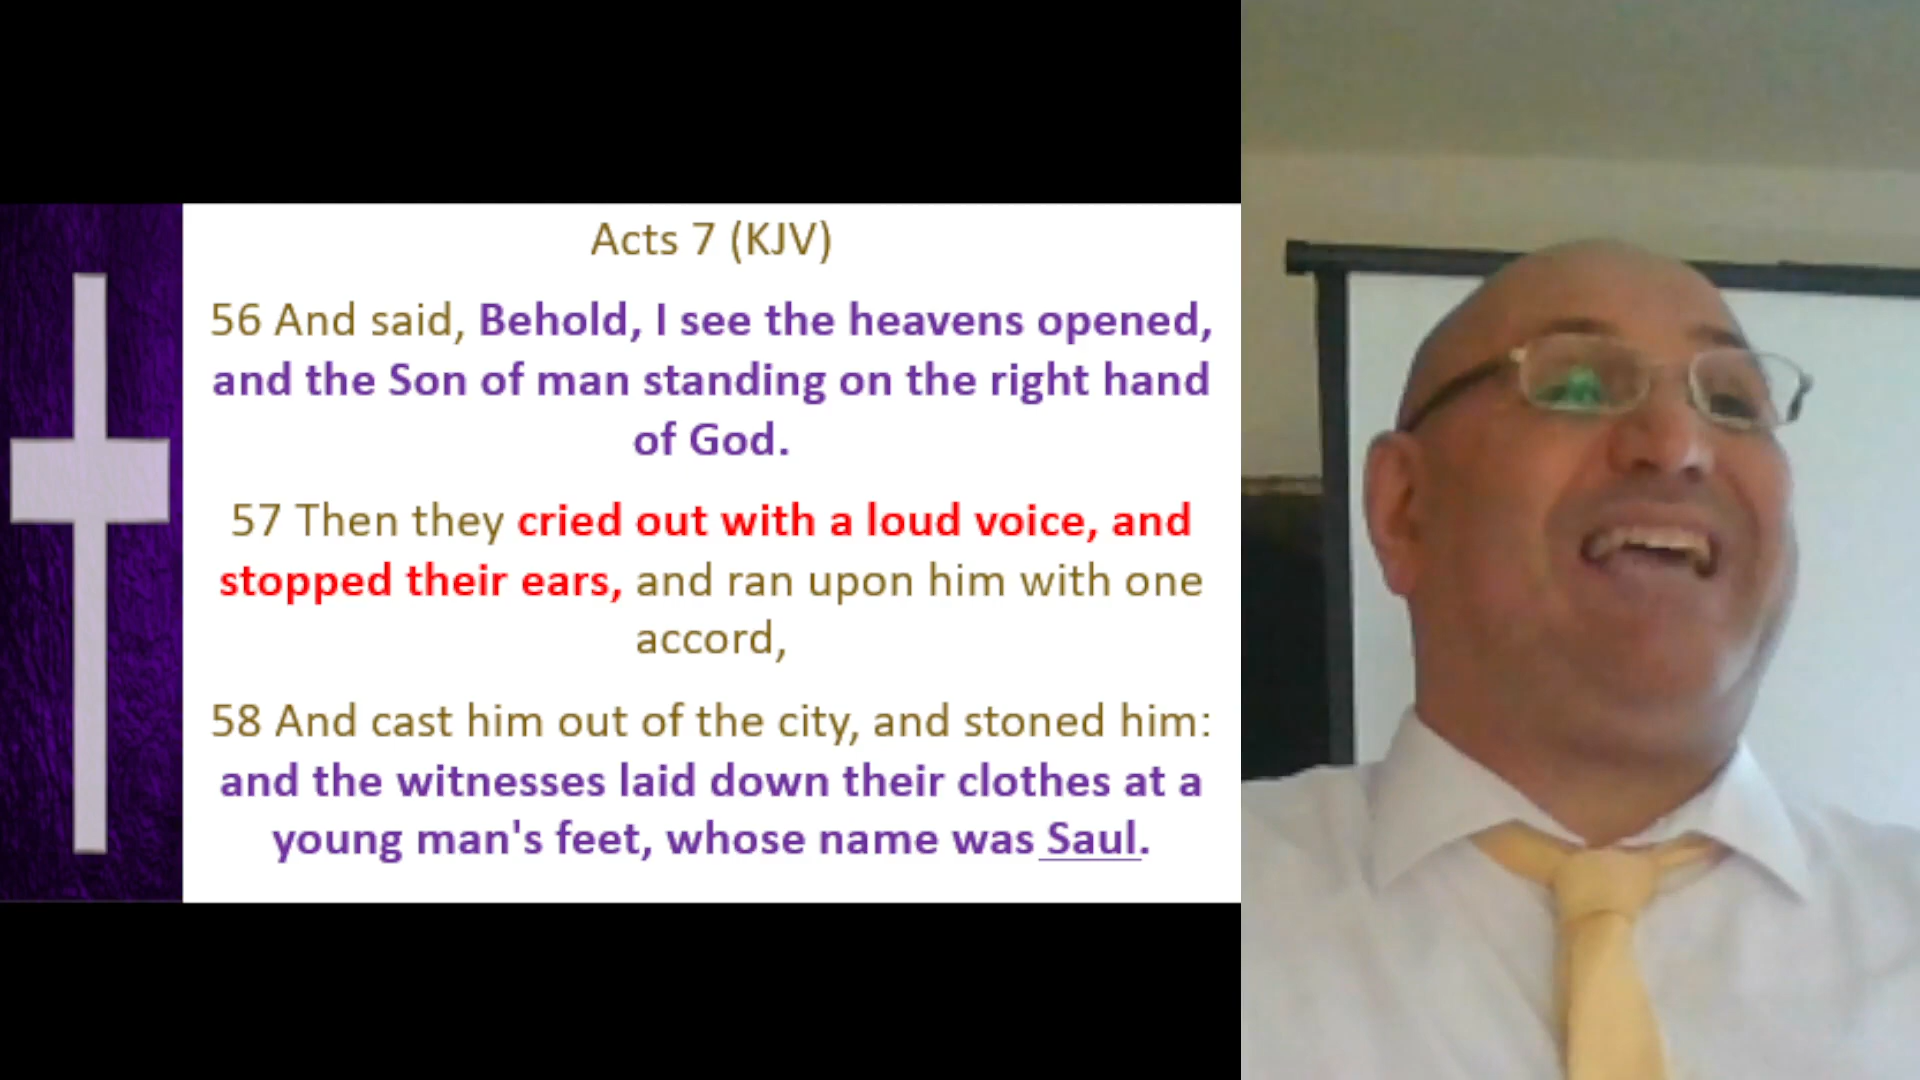 Acts 7 (KJV)
56 And said, Behold, I see the heavens opened,
and the Son of man standing on the right hand
of God.
57 Then they cried out with a loud voice, and
stopped their ears, and ran upon him with one
accord,
58 And cast him out of the city, and stoned him:
and the witnesses laid down their clothes at a
young man's feet, whose name was Saul.